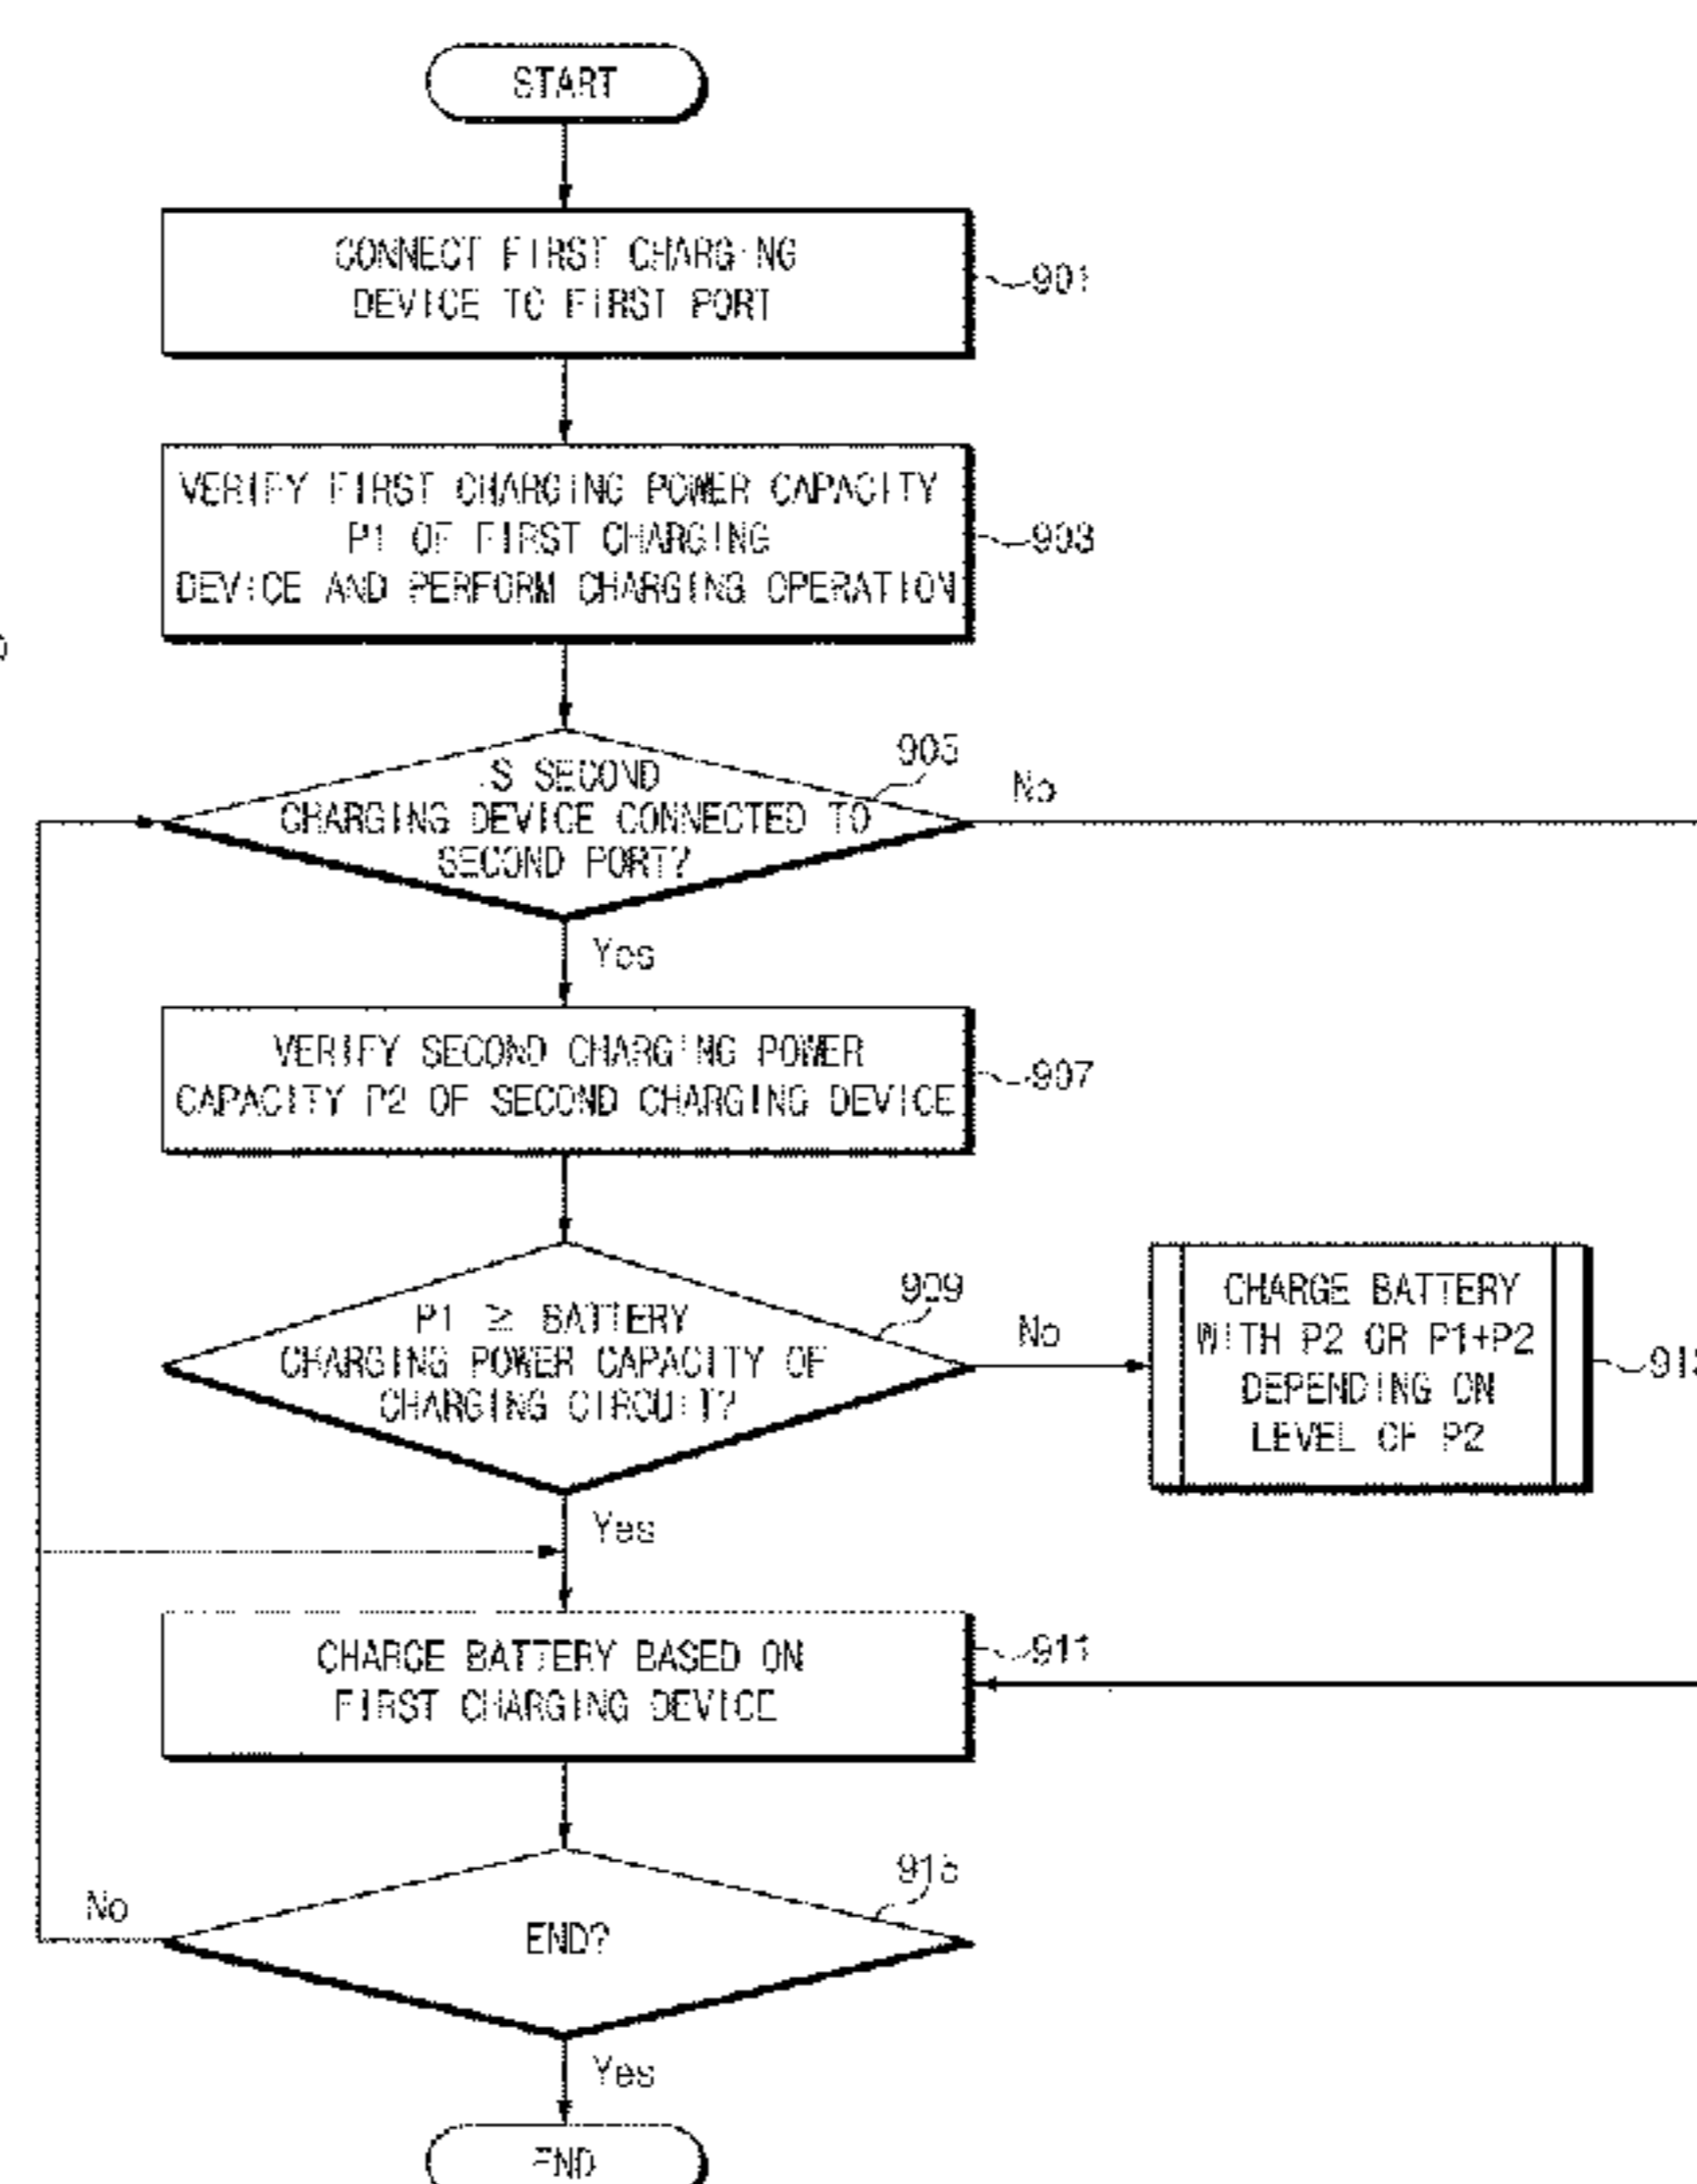 START
CONNECT FIRST CHARGING
DEVICE TO FIRST PORT
901
VERIFY FIRST CHARGING POWER CAPACITY
P1 OF FIRST CHARGING
DEVICE AND PERFORM CHARGING OPERATION
903
IS SECOND
CHARGING DEVICE CONNECTED TO
SECOND PORT?
905
No
Yes
VERIFY SECOND CHARGING POWER
CAPACITY P2 OF SECOND CHARGING DEVICE
907
P1 ≥ BATTERY
CHARGING POWER CAPACITY OF
CHARGING CIRCUIT?
909
No
CHARGE BATTERY
WITH P2 OR P1+P2
DEPENDING ON
LEVEL OF P2
Yes
CHARGE BATTERY BASED ON
FIRST CHARGING DEVICE
911
END?
915
No
Yes
END